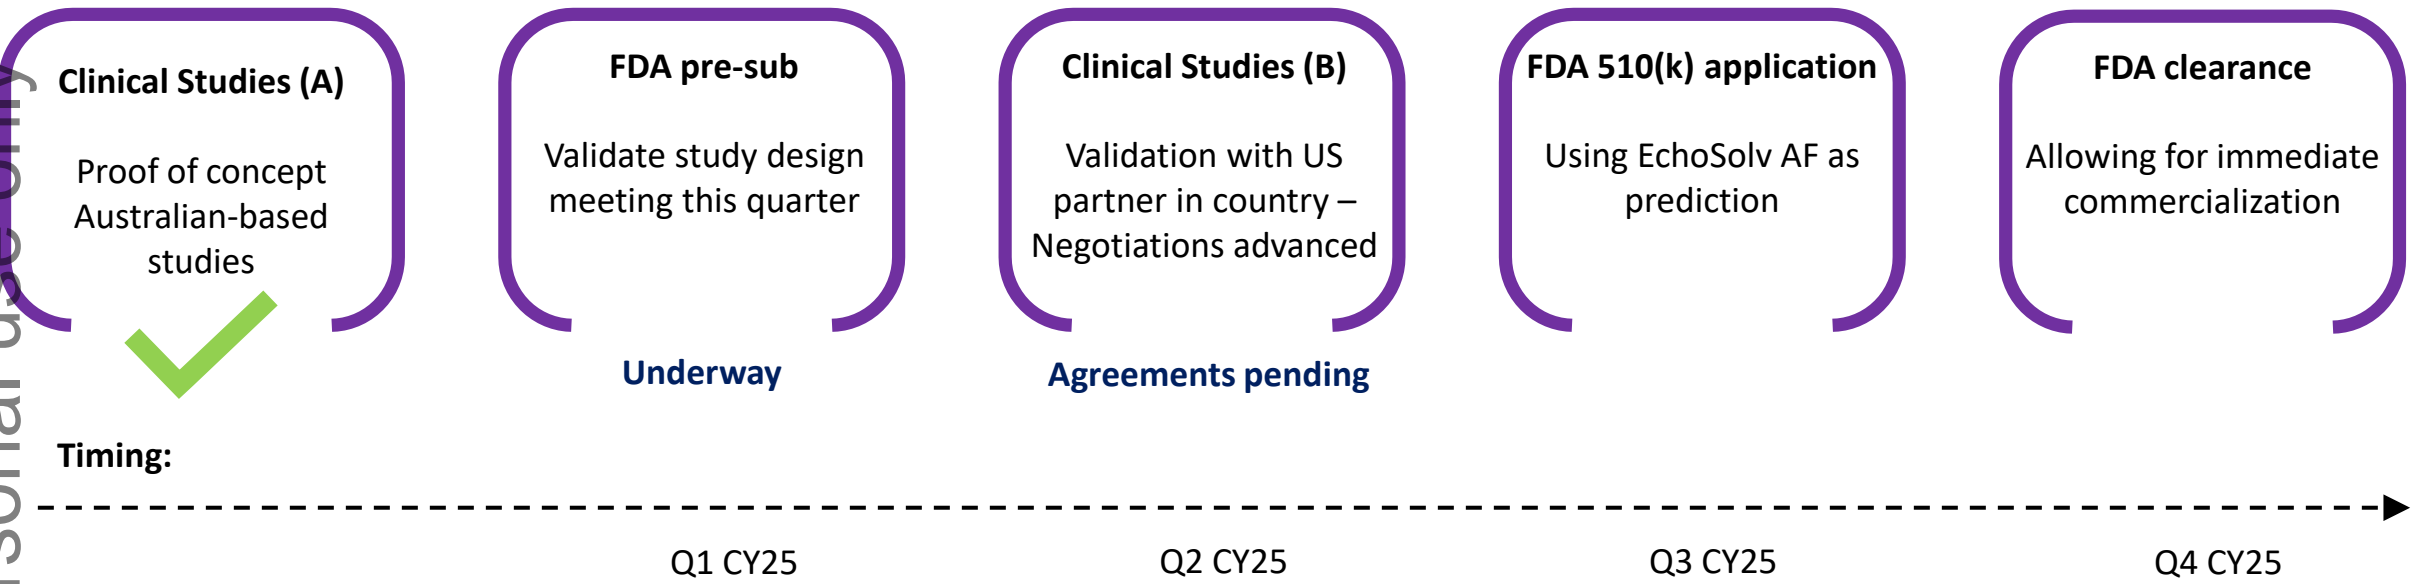 Clinical Studies (A)
Proof of concept
Australian-based
studies
FDA pre-sub
Validate study design
meeting this quarter
Underway
Clinical Studies (B)
Validation with US
partner in country –
Negotiations advanced
Agreements pending
FDA 510(k) application
Using EchoSolv AF as
prediction
FDA clearance
Allowing for immediate
commercialization
Timing:
Q1 CY25
Q2 CY25
Q3 CY25
Q4 CY25
use only